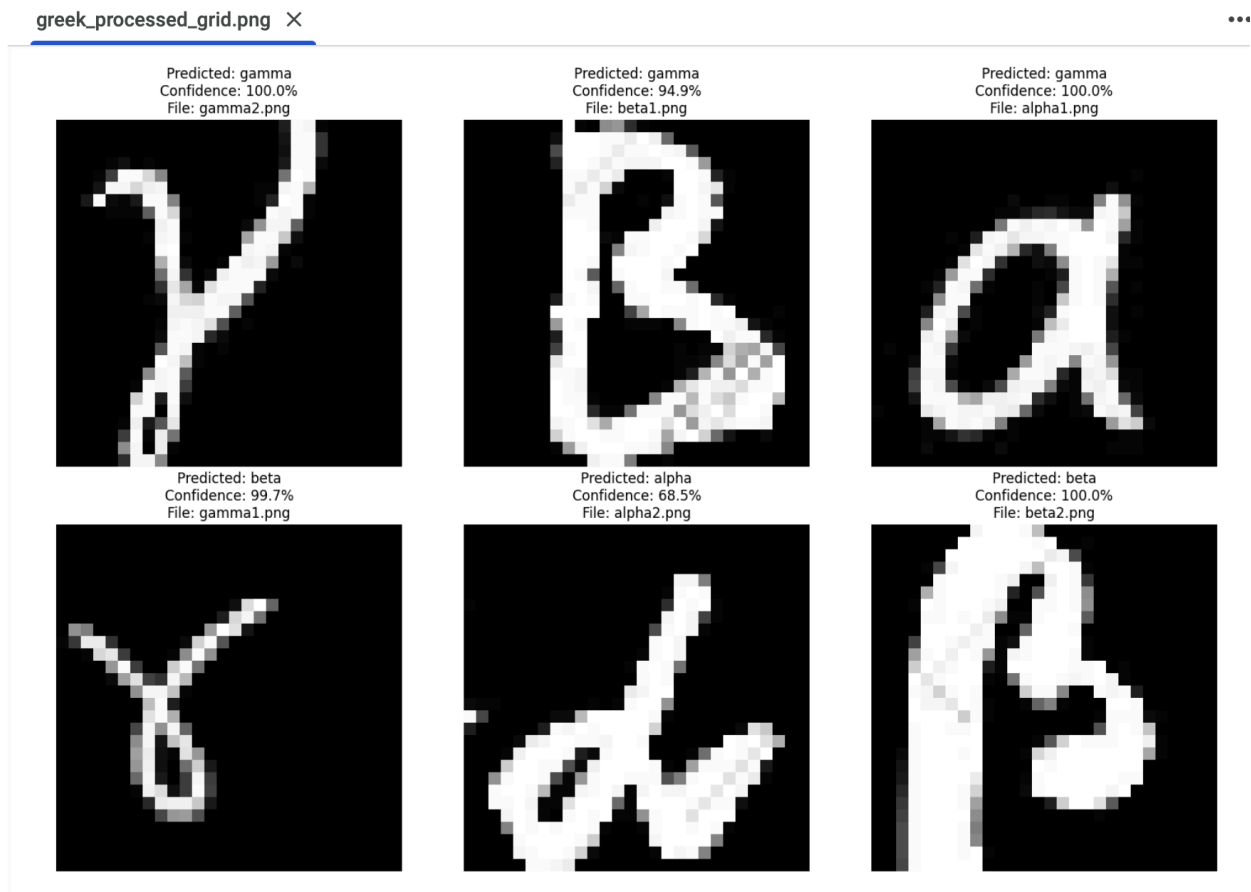 greek_processed_grid.png
Predicted: gamma
Confidence: 100.0%
File: gamma2.png
γ
Predicted: gamma
Confidence: 94.9%
File: beta1.png
β
Predicted: gamma
Confidence: 100.0%
File: alpha1.png
α
Predicted: beta
Confidence: 99.7%
File: gamma1.png
γ
Predicted: alpha
Confidence: 68.5%
File: alpha2.png
α
Predicted: beta
Confidence: 100.0%
File: beta2.png
β